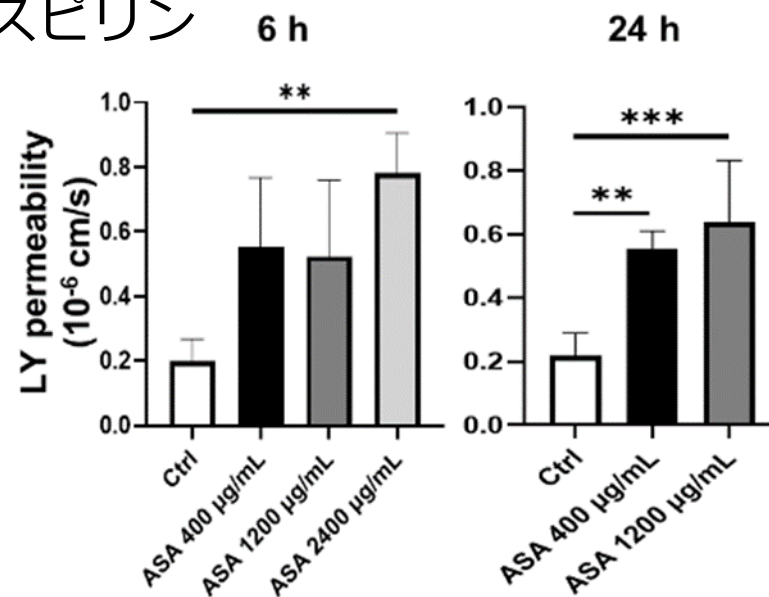 スピリン
6 h
24 h
LY permeability
(10⁻⁶ cm/s)
**
1.0
0.8
0.6
0.4
0.2
0.0
Ctrl
ASA 400 µg/mL
ASA 1200 µg/mL
ASA 2400 µg/mL
***
**
1.0
0.8
0.6
0.4
0.2
0.0
Ctrl
ASA 400 µg/mL
ASA 1200 µg/mL